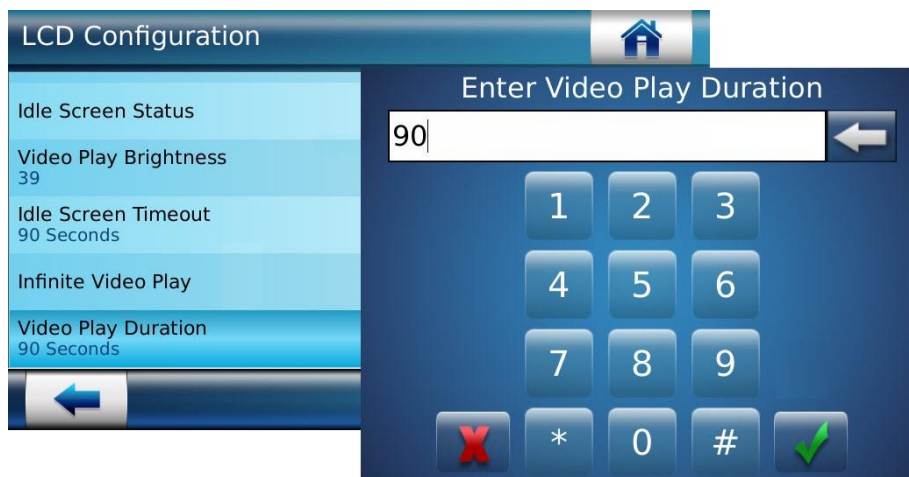 LCD Configuration
Idle Screen Status
Video Play Brightness
39
Idle Screen Timeout
90 Seconds
Infinite Video Play
Video Play Duration
90 Seconds
Enter Video Play Duration
90
1 2 3
4 5 6
7 8 9
* 0 #